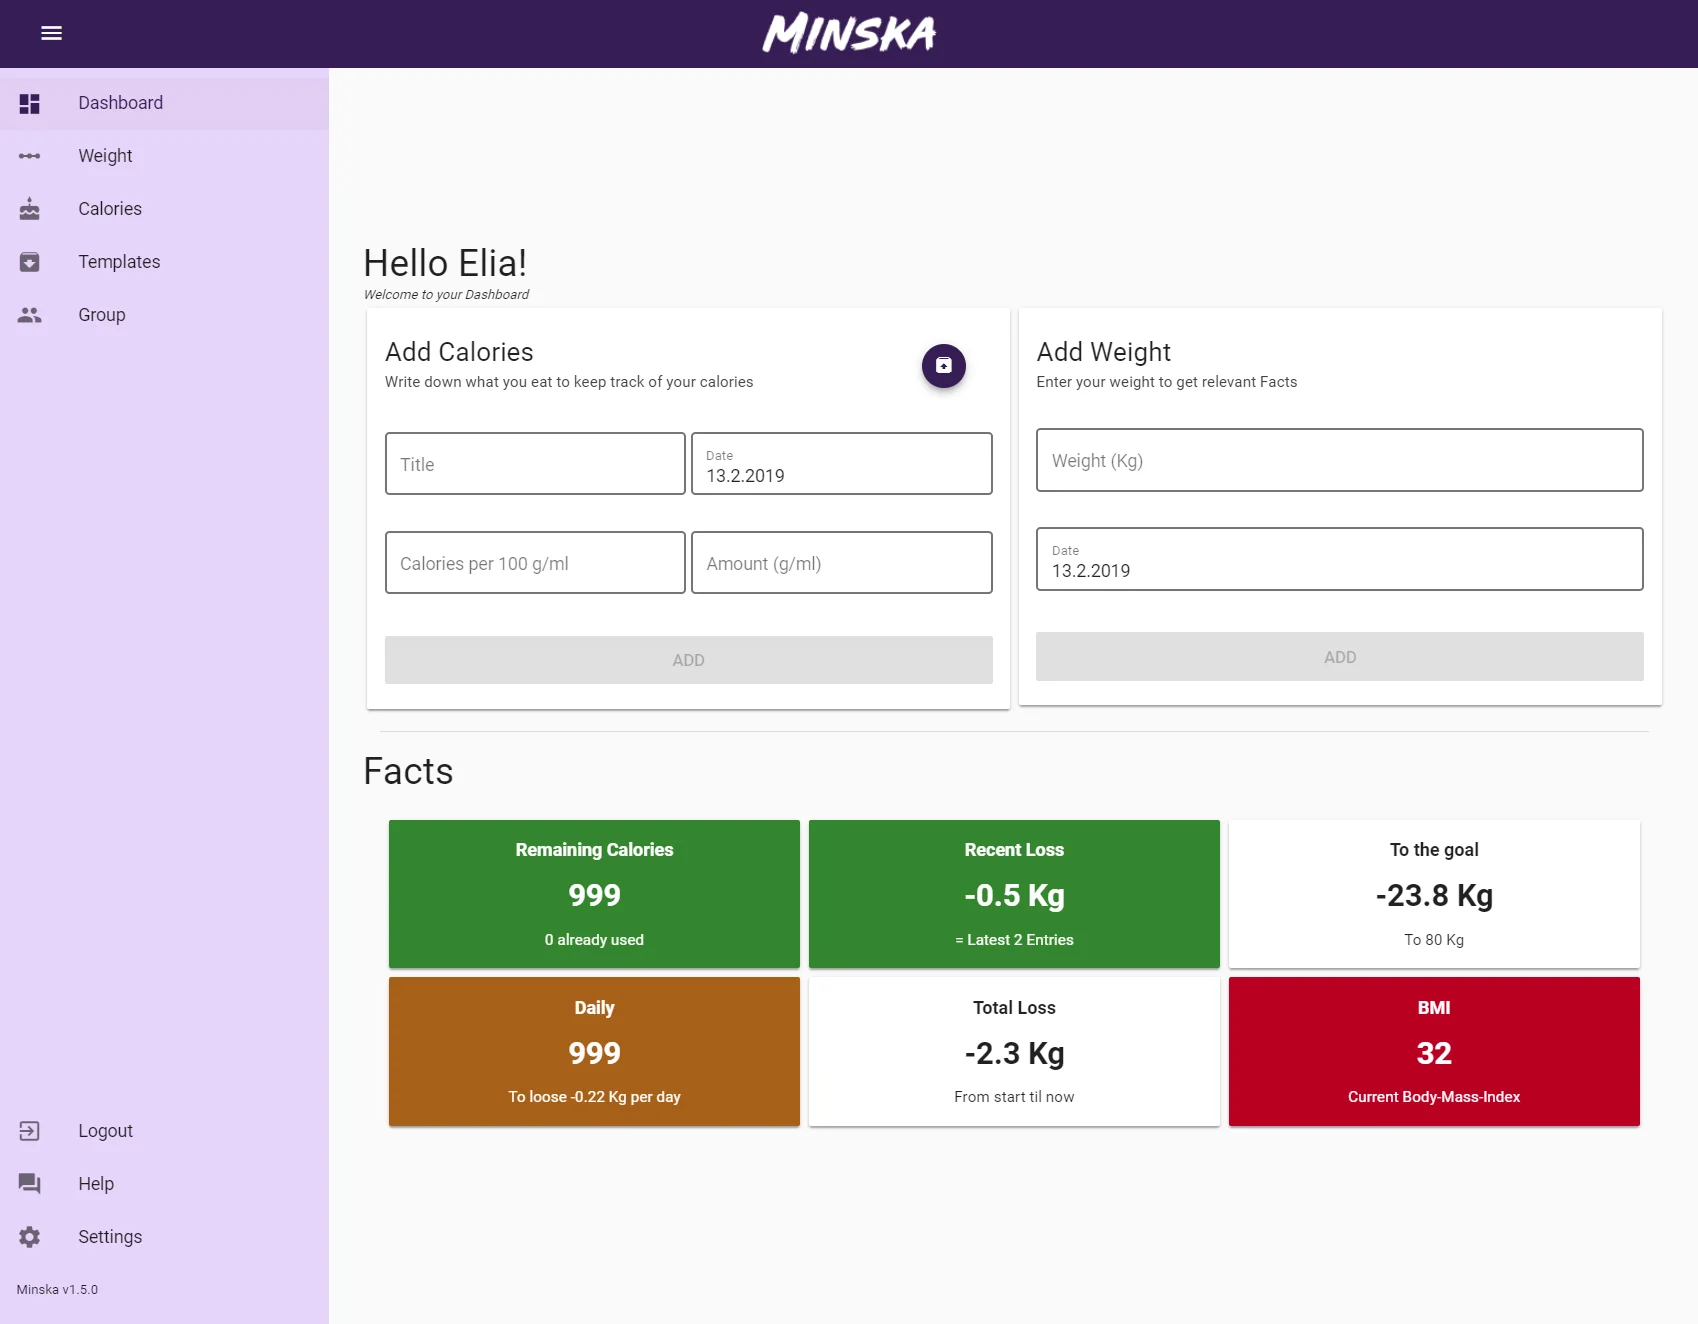 MINSKA
Dashboard
Weight
Calories
Templates
Group
Logout
Help
Settings
Minska v1.5.0
Hello Elia!
Welcome to your Dashboard
Add Calories
Write down what you eat to keep track of your calories
Title
Date
13.2.2019
Calories per 100 g/ml
Amount (g/ml)
ADD
Add Weight
Enter your weight to get relevant Facts
Weight (Kg)
Date
13.2.2019
ADD
Facts
Remaining Calories
999
0 already used
Recent Loss
-0.5 Kg
= Latest 2 Entries
To the goal
-23.8 Kg
To 80 Kg
Daily
999
To loose -0.22 Kg per day
Total Loss
-2.3 Kg
From start til now
BMI
32
Current Body-Mass-Index